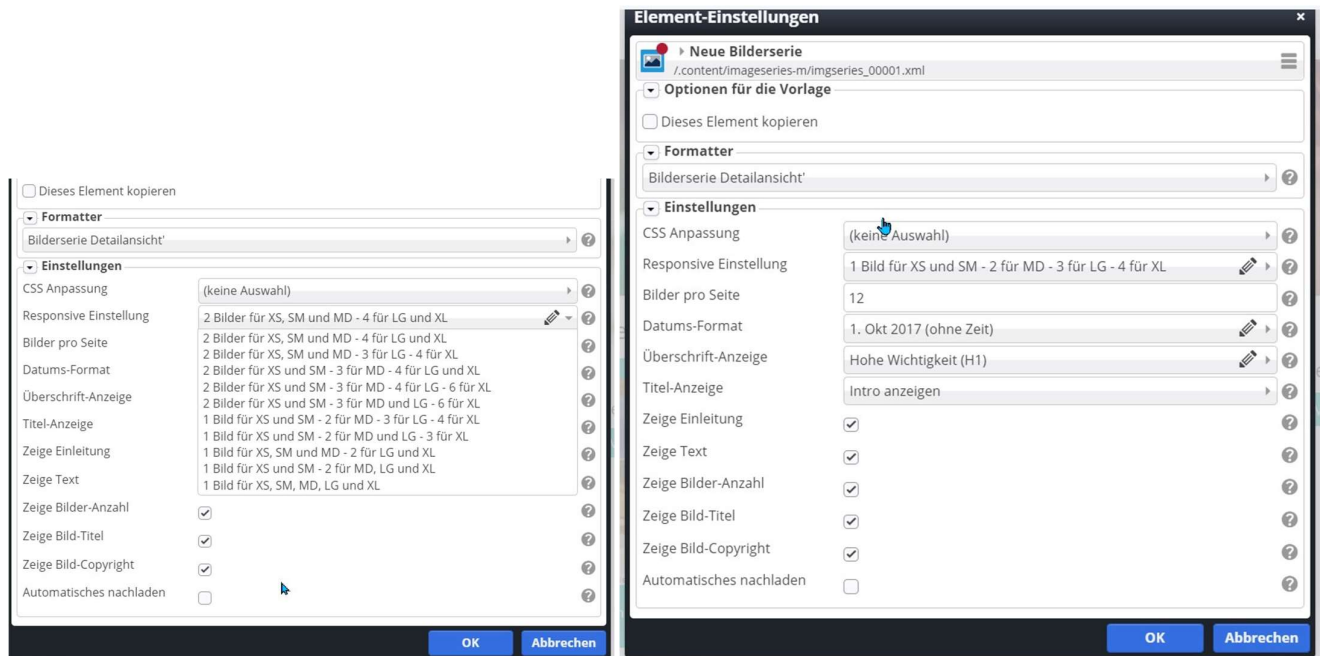 Dieses Element kopieren
Formatter
Bilderserie Detailansicht'
Einstellungen
CSS Anpassung
(keine Auswahl)
Responsive Einstellung
2 Bilder für XS, SM und MD - 4 für LG und XL
2 Bilder für XS, SM und MD - 4 für LG und XL
2 Bilder für XS, SM und MD - 3 für LG - 4 für XL
2 Bilder für XS und SM - 3 für MD - 4 für LG und XL
2 Bilder für XS und SM - 3 für MD - 4 für LG - 6 für XL
2 Bilder für XS und SM - 3 für MD und LG - 6 für XL
1 Bild für XS und SM - 2 für MD - 3 für LG - 4 für XL
1 Bild für XS und SM - 2 für MD und LG - 3 für XL
1 Bild für XS, SM und MD - 2 für LG und XL
1 Bild für XS und SM - 2 für MD, LG und XL
1 Bild für XS, SM, MD, LG und XL
Bilder pro Seite
Datums-Format
Überschrift-Anzeige
Titel-Anzeige
Zeige Einleitung
Zeige Text
Zeige Bilder-Anzahl
Zeige Bild-Titel
Zeige Bild-Copyright
Automatisches nachladen
OK
Abbrechen
Element-Einstellungen
Neue Bilderserie
/.content/imageseries-m/imgseries_00001.xml
Optionen für die Vorlage
Dieses Element kopieren
Formatter
Bilderserie Detailansicht'
Einstellungen
CSS Anpassung
(keine Auswahl)
Responsive Einstellung
1 Bild für XS und SM - 2 für MD - 3 für LG - 4 für XL
Bilder pro Seite
12
Datums-Format
1. Okt 2017 (ohne Zeit)
Überschrift-Anzeige
Hohe Wichtigkeit (H1)
Titel-Anzeige
Intro anzeigen
Zeige Einleitung
Zeige Text
Zeige Bilder-Anzahl
Zeige Bild-Titel
Zeige Bild-Copyright
Automatisches nachladen
OK
Abbrechen